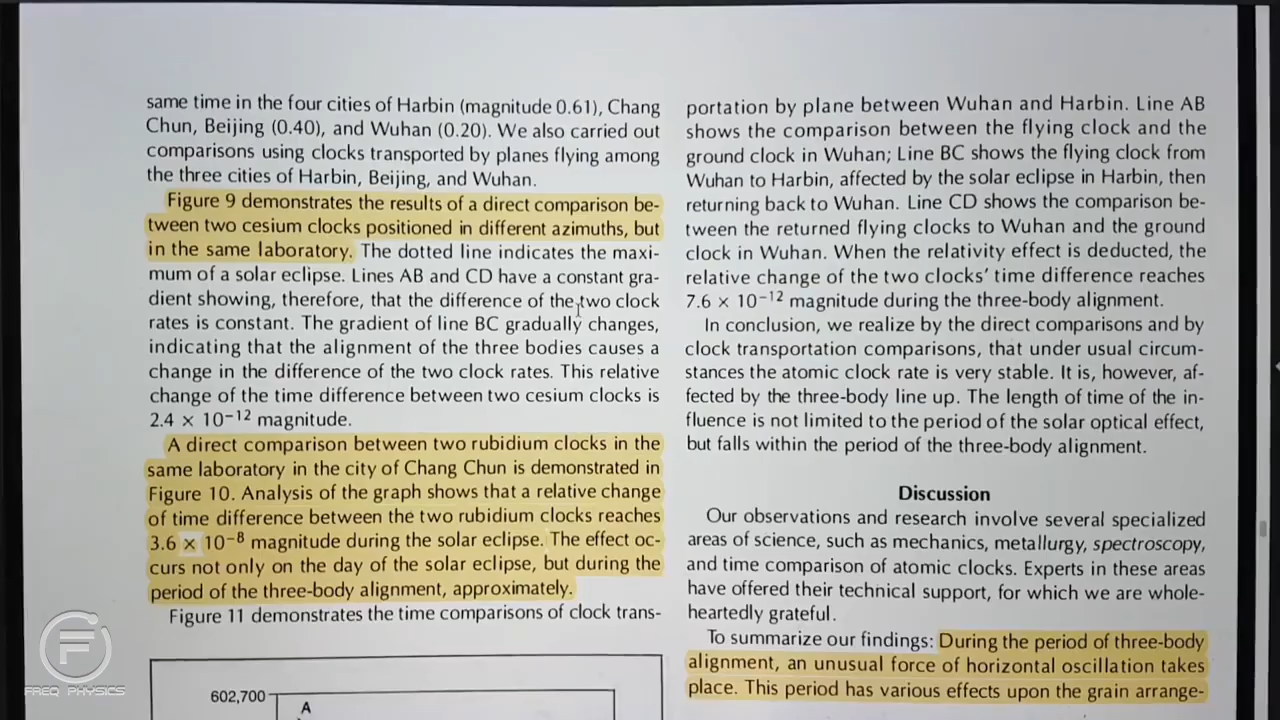 same time in the four cities of Harbin (magnitude 0.61), Chang
Chun, Beijing (0.40), and Wuhan (0.20). We also carried out
comparisons using clocks transported by planes flying among
the three cities of Harbin, Beijing, and Wuhan.
Figure 9 demonstrates the results of a direct comparison be-
tween two cesium clocks positioned in different azimuths, but
in the same laboratory. The dotted line indicates the maxi-
mum of a solar eclipse. Lines AB and CD have a constant gra-
dient showing, therefore, that the difference of the two clock
rates is constant. The gradient of line BC gradually changes,
indicating that the alignment of the three bodies causes a
change in the difference of the two clock rates. This relative
change of the time difference between two cesium clocks is
2.4 × 10⁻¹² magnitude.
A direct comparison between two rubidium clocks in the
same laboratory in the city of Chang Chun is demonstrated in
Figure 10. Analysis of the graph shows that a relative change
of time difference between the two rubidium clocks reaches
3.6 × 10⁻⁸ magnitude during the solar eclipse. The effect oc-
curs not only on the day of the solar eclipse, but during the
period of the three-body alignment, approximately.
Figure 11 demonstrates the time comparisons of clock trans-
602,700
A
portation by plane between Wuhan and Harbin. Line AB
shows the comparison between the flying clock and the
ground clock in Wuhan; Line BC shows the flying clock from
Wuhan to Harbin, affected by the solar eclipse in Harbin, then
returning back to Wuhan. Line CD shows the comparison be-
tween the returned flying clocks to Wuhan and the ground
clock in Wuhan. When the relativity effect is deducted, the
relative change of the two clocks' time difference reaches
7.6 × 10⁻¹² magnitude during the three-body alignment.
In conclusion, we realize by the direct comparisons and by
clock transportation comparisons, that under usual circum-
stances the atomic clock rate is very stable. It is, however, af-
fected by the three-body line up. The length of time of the in-
fluence is not limited to the period of the solar optical effect,
but falls within the period of the three-body alignment.
Discussion
Our observations and research involve several specialized
areas of science, such as mechanics, metallurgy, spectroscopy,
and time comparison of atomic clocks. Experts in these areas
have offered their technical support, for which we are whole-
heartedly grateful.
To summarize our findings: During the period of three-body
alignment, an unusual force of horizontal oscillation takes
place. This period has various effects upon the grain arrange-
FREQ PHYSICS